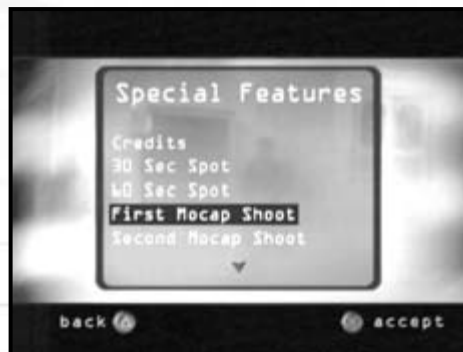 Special Features
Credits
30 Sec Spot
60 Sec Spot
First Mocap Shoot
Second Mocap Shoot
back accept